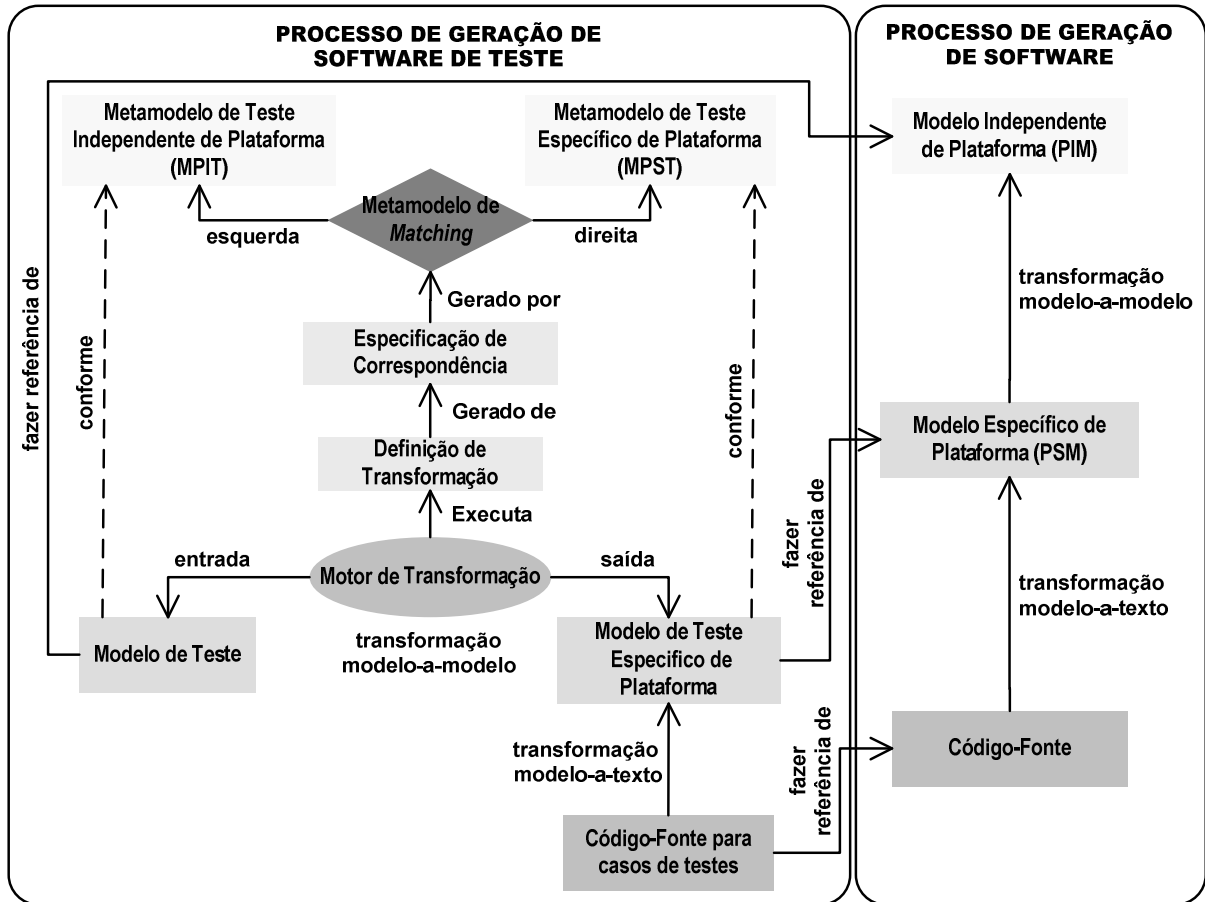 PROCESSO DE GERAÇÃO DE
SOFTWARE DE TESTE
PROCESSO DE GERAÇÃO
DE SOFTWARE
Metamodelo de Teste
Independente de Plataforma
(MPIT)
Metamodelo de Teste
Específico de Plataforma
(MPST)
Modelo Independente
de Plataforma (PIM)
Metamodelo de
Matching
esquerda
direita
fazer referência de
conforme
Gerado por
transformação
modelo-a-modelo
Especificação de
Correspondência
conforme
Gerado de
Modelo Específico de
Plataforma (PSM)
Definição de
Transformação
Executa
fazer
referência de
entrada
Motor de Transformação
saída
transformação
modelo-a-texto
Modelo de Teste
transformação
modelo-a-modelo
Modelo de Teste
Especifico de
Plataforma
transformação
modelo-a-texto
fazer
referência de
Código-Fonte
Código-Fonte para
casos de testes